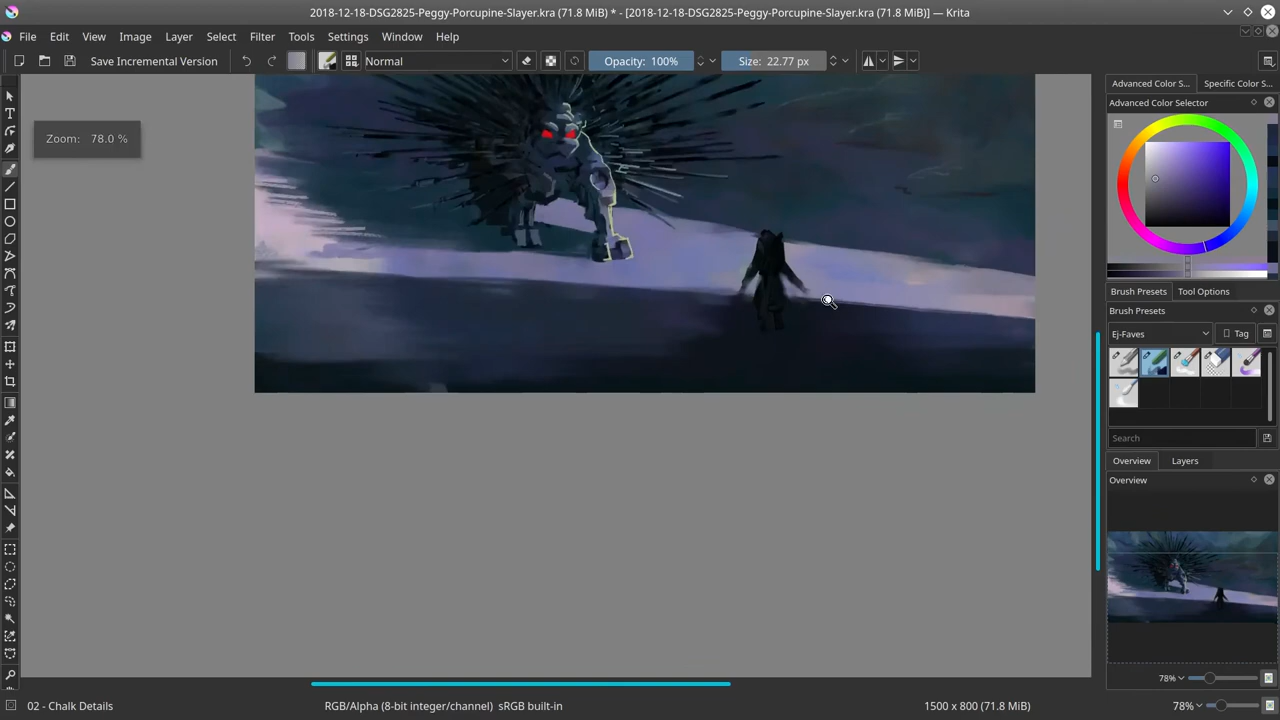 2018-12-18-DSG2825-Peggy-Porcupine-Slayer.kra (71.8 MiB) * - [2018-12-18-DSG2825-Peggy-Porcupine-Slayer.kra (71.8 MiB)] — Krita
File Edit View Image Layer Select Filter Tools Settings Window Help
Save Incremental Version Normal Opacity: 100% Size: 22.77 px
Advanced Color S... Specific Color S...
Advanced Color Selector
Zoom: 78.0 %
Brush Presets Tool Options
Brush Presets
Ej-Faves Tag
Search
Overview Layers
Overview
78%
02 - Chalk Details RGB/Alpha (8-bit integer/channel) sRGB built-in 1500 x 800 (71.8 MiB) 78%